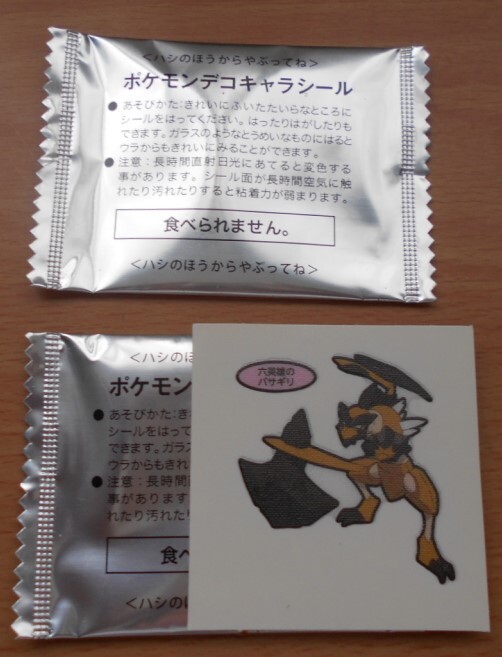 ＜ハシのほうからやぶってね＞
ポケモンデコキャラシール
●あそびかた：きれいにふいたたいらなところに
シールをはってください。はったりはがしたりも
できます。ガラスのようなとうめいなものにはると
ウラからもきれいにみることができます。
●注意：長時間直射日光にあてると変色する
事があります。シール面が長時間空気に触
れたり汚れたりすると粘着力が弱まります。
食べられません。
＜ハシのほうからやぶってね＞
＜ハシのほ
ポケモン
●あそびかた：きれ
シールをはって
できます。ガラス
ウラからもきれ
●注意：長時間
事があります
れたり汚れたり
食べ
＜ハシのほ
六英雄の
バサギリ